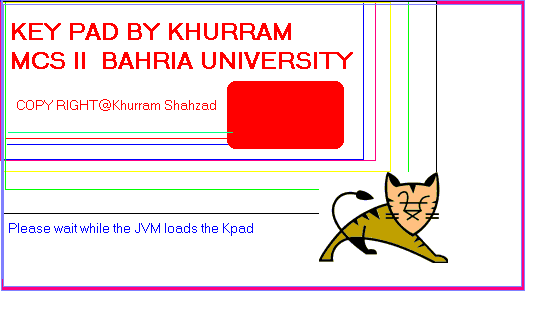 KEY PAD BY KHURRAM
MCS II BAHRIA UNIVERSITY
COPY RIGHT@Khurram Shahzad
Please wait while the JVM loads the Kpad